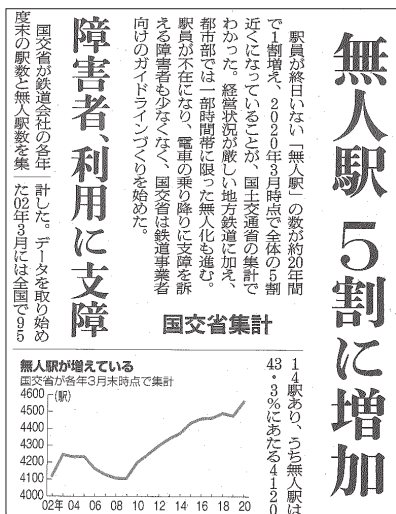 無人駅 5割に増加
国交省集計
障害者、利用に支障
駅員が終日いない「無人駅」の数が約20年間
で1割増え、2020年3月時点で全体の5割
近くになっていることが、国土交通省の集計で
わかった。経営状況が厳しい地方鉄道に加え、
都市部では一部時間帯に限った無人化も進む。
駅員が不在になり、電車の乗り降りに支障を訴
える障害者も少なくなく、国交省は鉄道事業者
向けのガイドラインづくりを始めた。
国交省が鉄道会社の各年
度末の駅数と無人駅数を集
計した。データを取り始め
た02年3月には全国で95
14駅あり、うち無人駅は
43・3%にあたる4120
無人駅が増えている
国交省が各年3月末時点で集計
(駅)
4600
4500
4400
4300
4200
4100
4000
02年 04 06 08 10 12 14 16 18 20